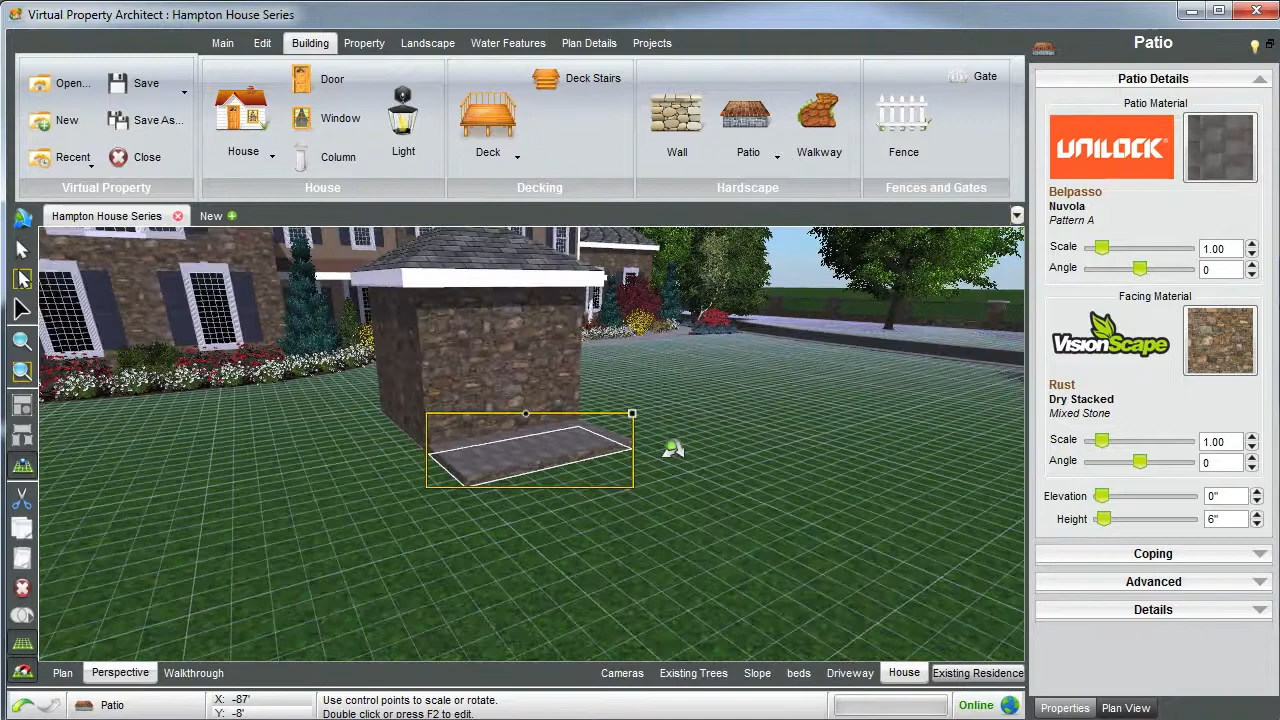 Virtual Property Architect : Hampton House Series
Main Edit Building Property Landscape Water Features Plan Details Projects
Open... Save
New Save As...
Recent Close
Virtual Property
House
Door
Window
Column
Light
House
Deck
Deck Stairs
Decking
Wall Patio Walkway
Hardscape
Fence
Gate
Fences and Gates
Hampton House Series New
Patio
Patio Details
Patio Material
UNILOCK
Belpasso
Nuvola
Pattern A
Scale 1.00
Angle 0
Facing Material
VisionScape
Rust
Dry Stacked
Mixed Stone
Scale 1.00
Angle 0
Elevation 0"
Height 6"
Coping
Advanced
Details
Plan Perspective Walkthrough
Cameras Existing Trees Slope beds Driveway House Existing Residence
Patio
X: -87'
Y: -8'
Use control points to scale or rotate.
Double click or press F2 to edit.
Online
Properties Plan View